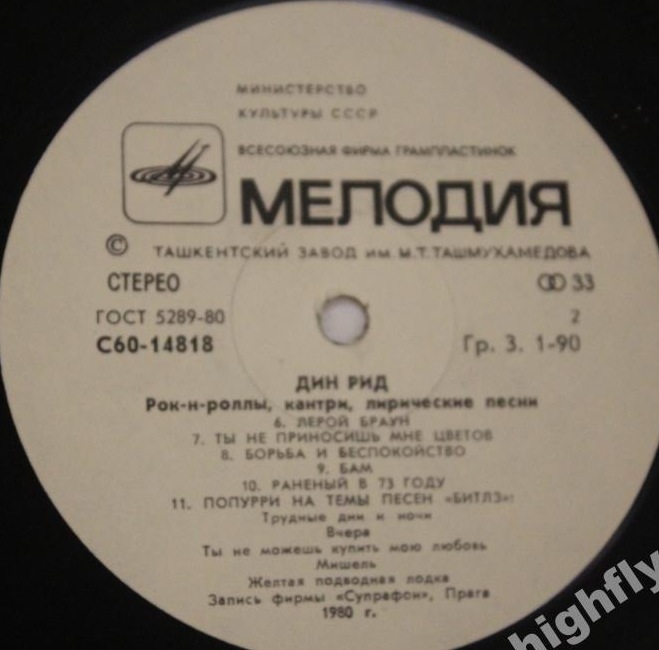 МИНИСТЕРСТВО
КУЛЬТУРЫ СССР
ВСЕСОЮЗНАЯ ФИРМА ГРАМПЛАСТИНОК
МЕЛОДИЯ
© ТАШКЕНТСКИЙ ЗАВОД ИМ. М.Т. ТАШМУХАМЕДОВА
СТЕРЕО 33
ГОСТ 5289-80 2
С60-14818 Гр. 3. 1-90
ДИН РИД
Рок-н-роллы, кантри, лирические песни
6. ЛЕРОЙ БРАУН
7. ТЫ НЕ ПРИНОСИШЬ МНЕ ЦВЕТОВ
8. БОРЬБА И БЕСПОКОЙСТВО
9. БАМ
10. РАНЕНЫЙ В 73 ГОДУ
11. ПОПУРРИ НА ТЕМЫ ПЕСЕН «БИТЛЗ»:
Трудные дни и ночи
Вчера
Ты не можешь купить мою любовь
Мишель
Желтая подводная лодка
Запись фирмы «Супрафон», Прага
1980 г.
highfly